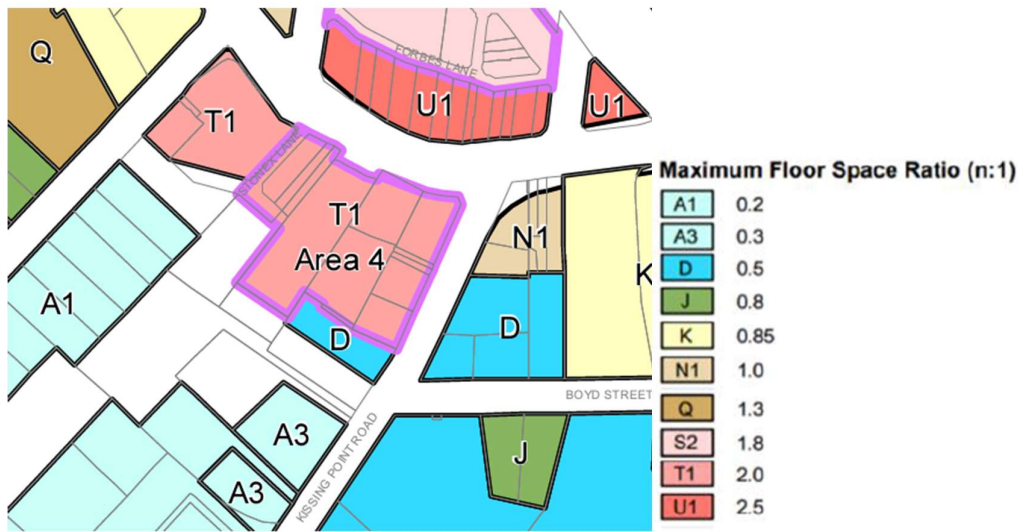 Q
T1
FORBES LANE
U1
U1
STONEX LANE
T1
Area 4
N1
K
A1
D
D
BOYD STREET
A3
A3
KISSING POINT ROAD
J
Maximum Floor Space Ratio (n:1)
A1 0.2
A3 0.3
D 0.5
J 0.8
K 0.85
N1 1.0
Q 1.3
S2 1.8
T1 2.0
U1 2.5